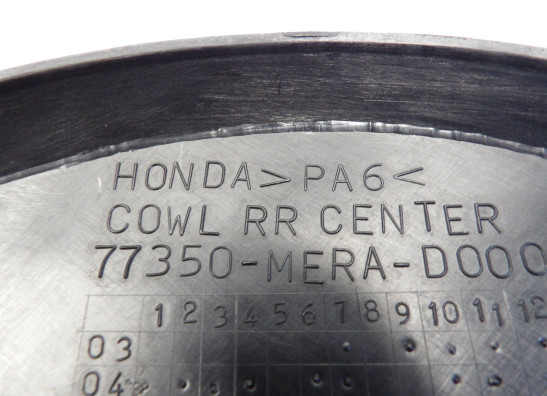 HONDA >PA6<
COWL RR CENTER
77350-MERA-D000
1 2 3 4 5 6 7 8 9 10 11 12
03
04